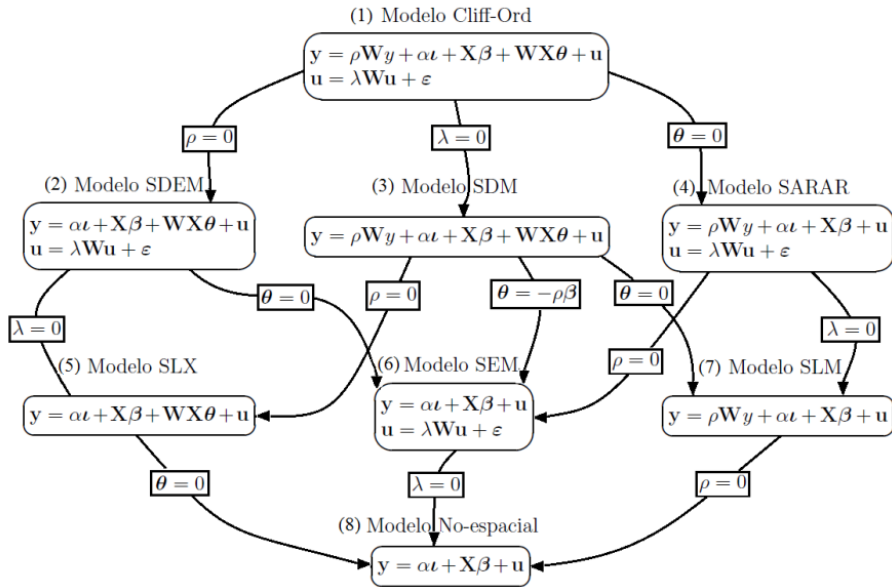 (1) Modelo Cliff-Ord
y = ρWy + αι + Xβ + WXθ + u
u = λWu + ε
ρ = 0
λ = 0
θ = 0
(2) Modelo SDEM
y = αι + Xβ + WXθ + u
u = λWu + ε
(3) Modelo SDM
y = ρWy + αι + Xβ + WXθ + u
(4) Modelo SARAR
y = ρWy + αι + Xβ + u
u = λWu + ε
λ = 0
θ = 0
ρ = 0
θ = −ρβ
θ = 0
ρ = 0
λ = 0
(5) Modelo SLX
y = αι + Xβ + WXθ + u
(6) Modelo SEM
y = αι + Xβ + u
u = λWu + ε
(7) Modelo SLM
y = ρWy + αι + Xβ + u
θ = 0
λ = 0
ρ = 0
(8) Modelo No-espacial
y = αι + Xβ + u